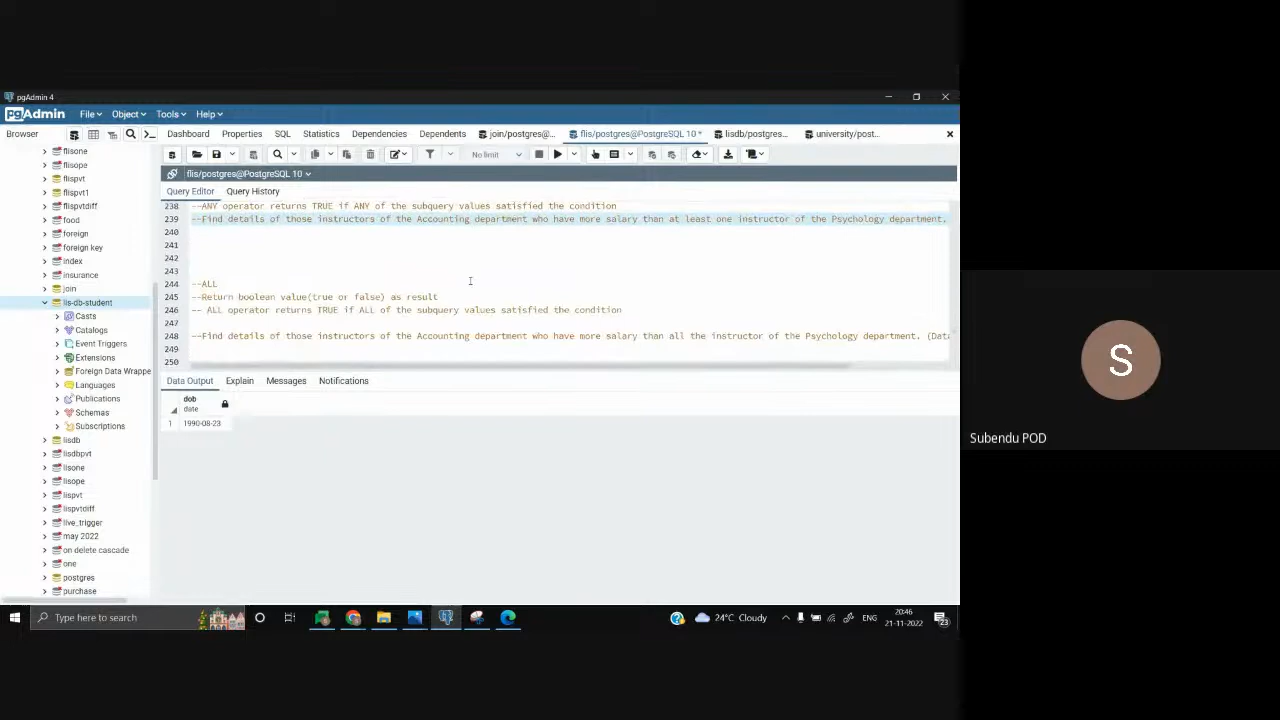 pgAdmin 4
pgAdmin File Object Tools Help
Browser Dashboard Properties SQL Statistics Dependencies Dependents join/postgres@... flis/postgres@PostgreSQL 10 * lisdb/postgres... university/post...
No limit
flis/postgres@PostgreSQL 10
Query Editor Query History
flisone
flisope
flispvt
flispvt1
flispvtdiff
food
foreign
foreign key
index
insurance
join
lis-db-student
Casts
Catalogs
Event Triggers
Extensions
Foreign Data Wrappe
Languages
Publications
Schemas
Subscriptions
lisdb
lisdbpvt
lisone
lisope
lispvt
lispvtdiff
live_trigger
may 2022
on delete cascade
one
postgres
purchase
238 --ANY operator returns TRUE if ANY of the subquery values satisfied the condition
239 --Find details of those instructors of the Accounting department who have more salary than at least one instructor of the Psychology department.
240
241
242
243
244 --ALL
245 --Return boolean value(true or false) as result
246 -- ALL operator returns TRUE if ALL of the subquery values satisfied the condition
247
248 --Find details of those instructors of the Accounting department who have more salary than all the instructor of the Psychology department. (Data
249
250
Data Output Explain Messages Notifications
dob
date
1 1990-08-23
S
Subendu POD
Type here to search
24°C Cloudy
ENG
20:46
21-11-2022
23